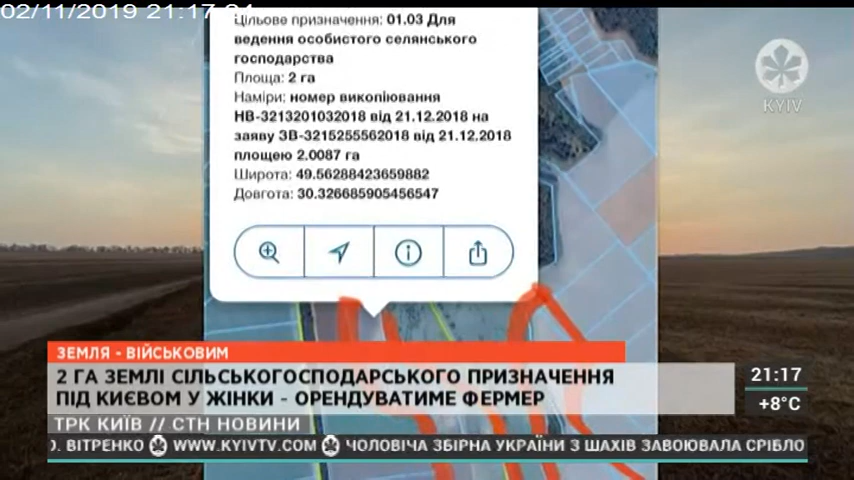 02/11/2019 21:17:24
Цільове призначення: 01.03 Для
ведення особистого селянського
господарства
Площа: 2 га
Наміри: номер викопіювання
НВ-3213201032018 від 21.12.2018 на
заяву ЗВ-3215255562018 від 21.12.2018
площею 2.0087 га
Широта: 49.56288423659882
Довгота: 30.326685905456547
KYIV
ЗЕМЛЯ - ВІЙСЬКОВИМ
2 ГА ЗЕМЛІ СІЛЬСЬКОГОСПОДАРСЬКОГО ПРИЗНАЧЕННЯ
ПІД КИЄВОМ У ЖІНКИ - ОРЕНДУВАТИМЕ ФЕРМЕР
21:17
+8°C
ТРК КИЇВ // СТН НОВИНИ
Ю. ВІТРЕНКО WWW.KYIVTV.COM ЧОЛОВІЧА ЗБІРНА УКРАЇНИ З ШАХІВ ЗАВОЮВАЛА СРІБЛО